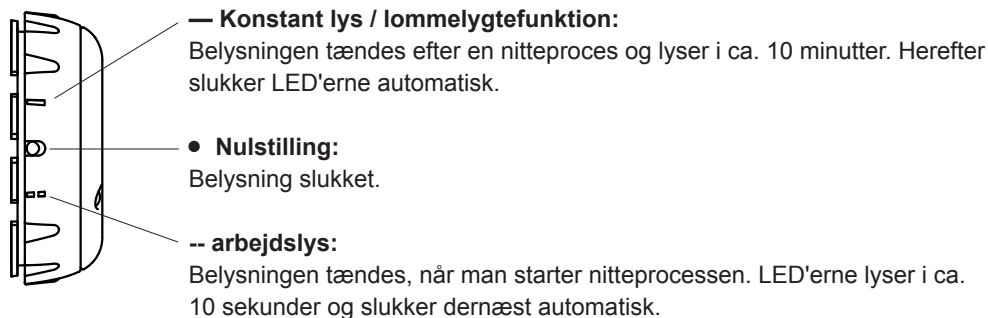 — Konstant lys / lommelygtefunktion:
Belysningen tændes efter en nitteproces og lyser i ca. 10 minutter. Herefter
slukker LED'erne automatisk.
● Nulstilling:
Belysning slukket.
-- arbejdslys:
Belysningen tændes, når man starter nitteprocessen. LED'erne lyser i ca.
10 sekunder og slukker dernæst automatisk.